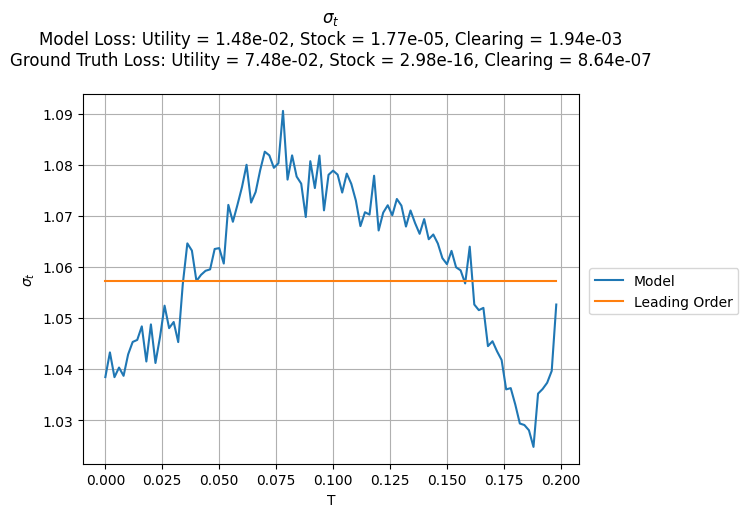 σt
Model Loss: Utility = 1.48e-02, Stock = 1.77e-05, Clearing = 1.94e-03
Ground Truth Loss: Utility = 7.48e-02, Stock = 2.98e-16, Clearing = 8.64e-07
1.09
1.08
1.07
1.06
1.05
1.04
1.03
σt
0.000 0.025 0.050 0.075 0.100 0.125 0.150 0.175 0.200
T
Model
Leading Order